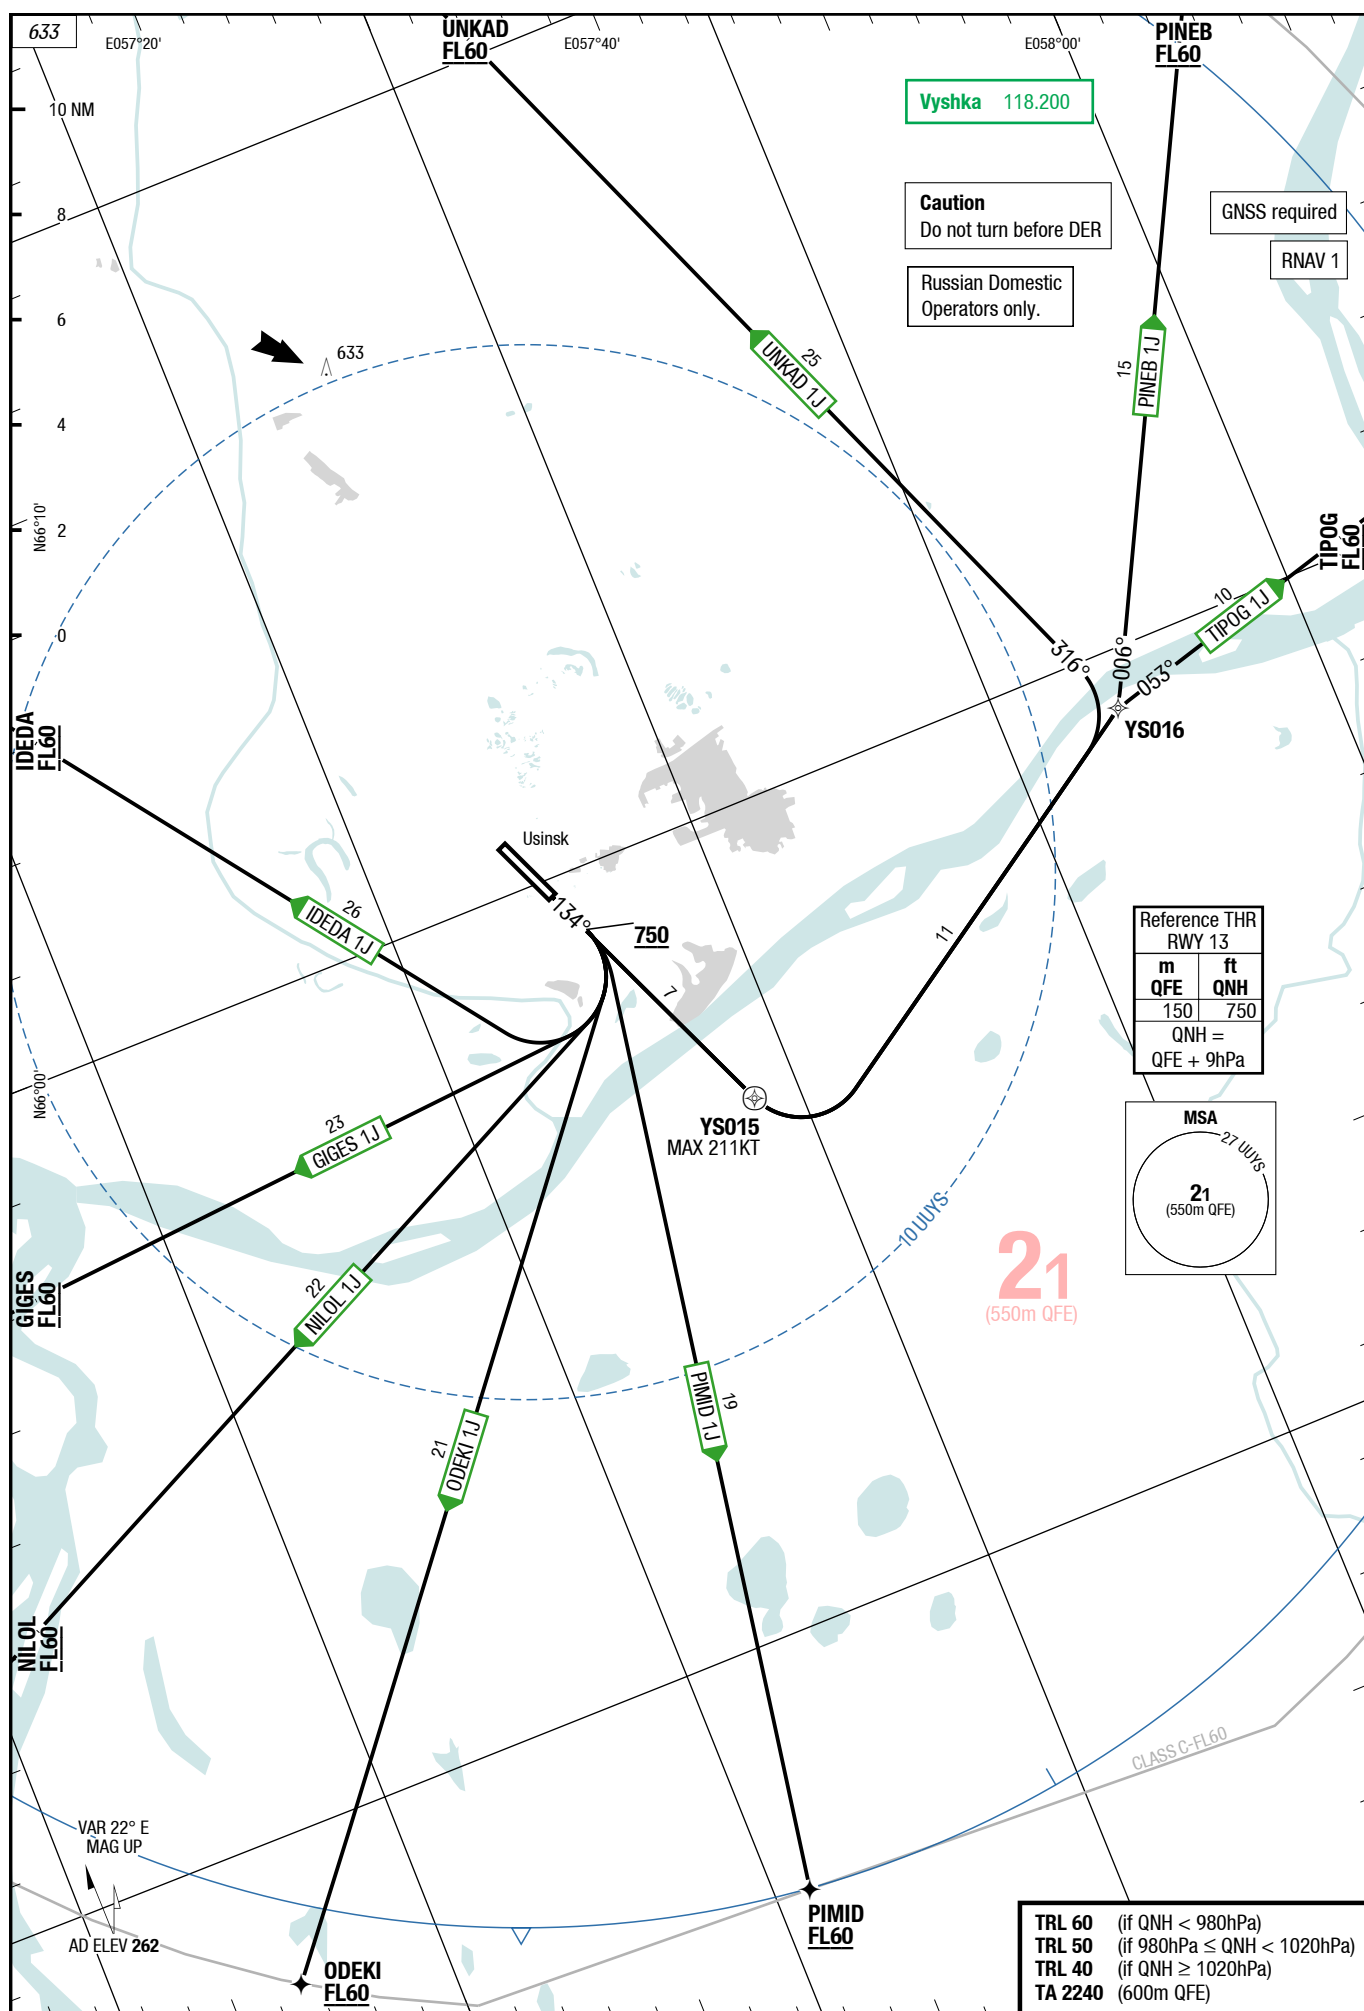 633
E057°20'
UNKAD
FL60
E057°40'
E058°00'
PINEB
FL60
10 NM
Vyshka 118.200
8
Caution
Do not turn before DER
GNSS required
RNAV 1
Russian Domestic
Operators only.
6
633
25
UNKAD 1J
15
PINEB 1J
4
N66°10'
2
TIPOG
FL60
10
TIPOG 1J
0
316°
006°
053°
YS016
IDEDA
FL60
Usinsk
26
IDEDA 1J
134°
750
11
7
Reference THR
RWY 13
m ft
QFE QNH
150 750
QNH =
QFE + 9hPa
N66°00'
YS015
MAX 211KT
23
GIGES 1J
MSA
27 UUYS
21
(550m QFE)
10 UUYS
21
(550m QFE)
GIGES
FL60
22
NILOL 1J
19
PIMID 1J
21
ODEKI 1J
NILOL
FL60
CLASS C-FL60
VAR 22° E
MAG UP
AD ELEV 262
PIMID
FL60
ODEKI
FL60
TRL 60 (if QNH < 980hPa)
TRL 50 (if 980hPa ≤ QNH < 1020hPa)
TRL 40 (if QNH ≥ 1020hPa)
TA 2240 (600m QFE)